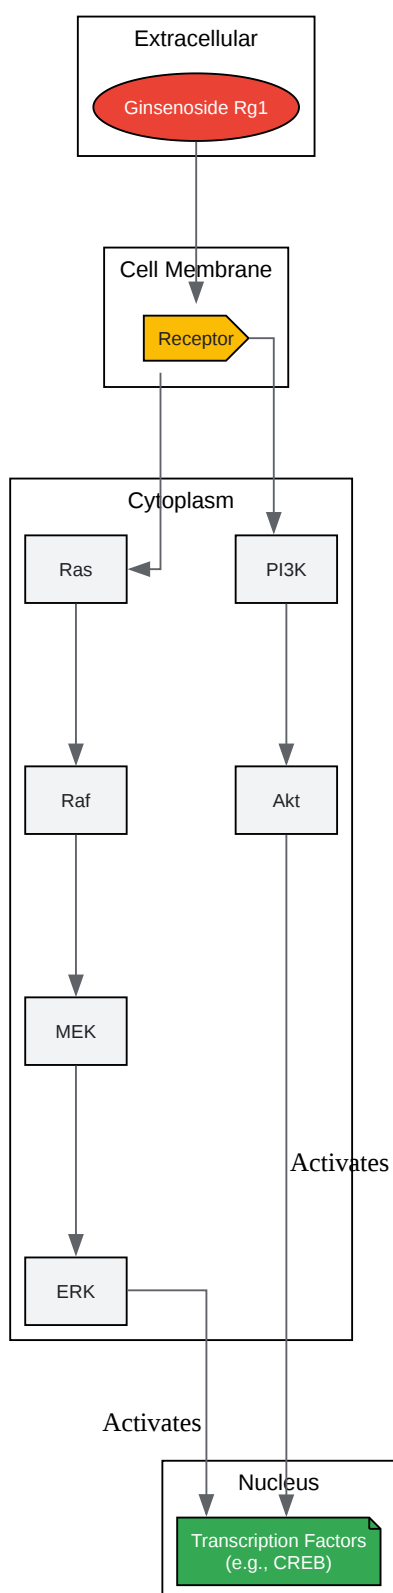 Extracellular
Ginsenoside Rg1
Cell Membrane
Receptor
Cytoplasm
Ras
PI3K
Raf
Akt
MEK
Activates
ERK
Activates
Nucleus
Transcription Factors
(e.g., CREB)